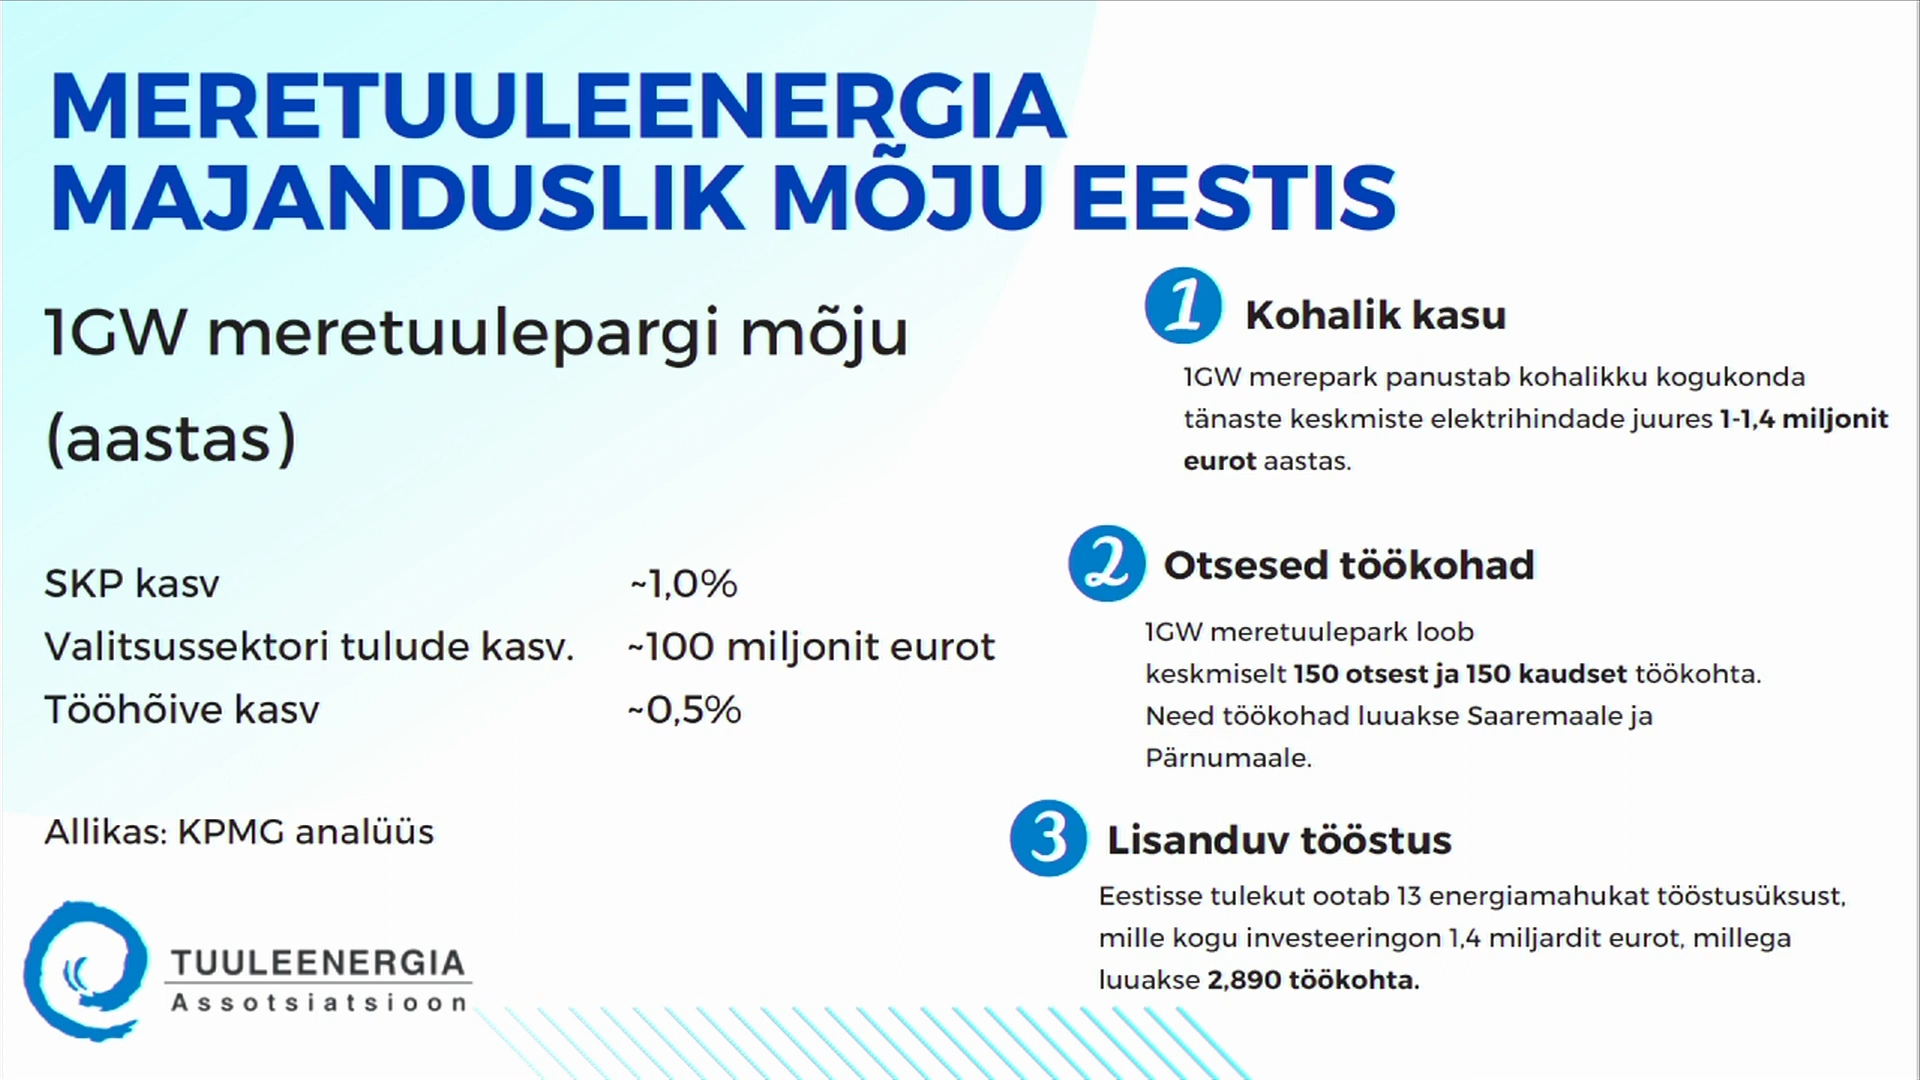 MERETUULEENERGIA
MAJANDUSLIK MÕJU EESTIS
1GW meretuulepargi mõju
(aastas)
SKP kasv ~1,0%
Valitsussektori tulude kasv. ~100 miljonit eurot
Tööhõive kasv ~0,5%
Allikas: KPMG analüüs
TUULEENERGIA
Assotsiatsioon
1 Kohalik kasu
1GW merepark panustab kohalikku kogukonda
tänaste keskmiste elektrihindade juures 1-1,4 miljonit
eurot aastas.
2 Otsesed töökohad
1GW meretuulepark loob
keskmiselt 150 otsest ja 150 kaudset töökohta.
Need töökohad luuakse Saaremaale ja
Pärnumaale.
3 Lisanduv tööstus
Eestisse tulekut ootab 13 energiamahukat tööstusüksust,
mille kogu investeeringon 1,4 miljardit eurot, millega
luuakse 2,890 töökohta.